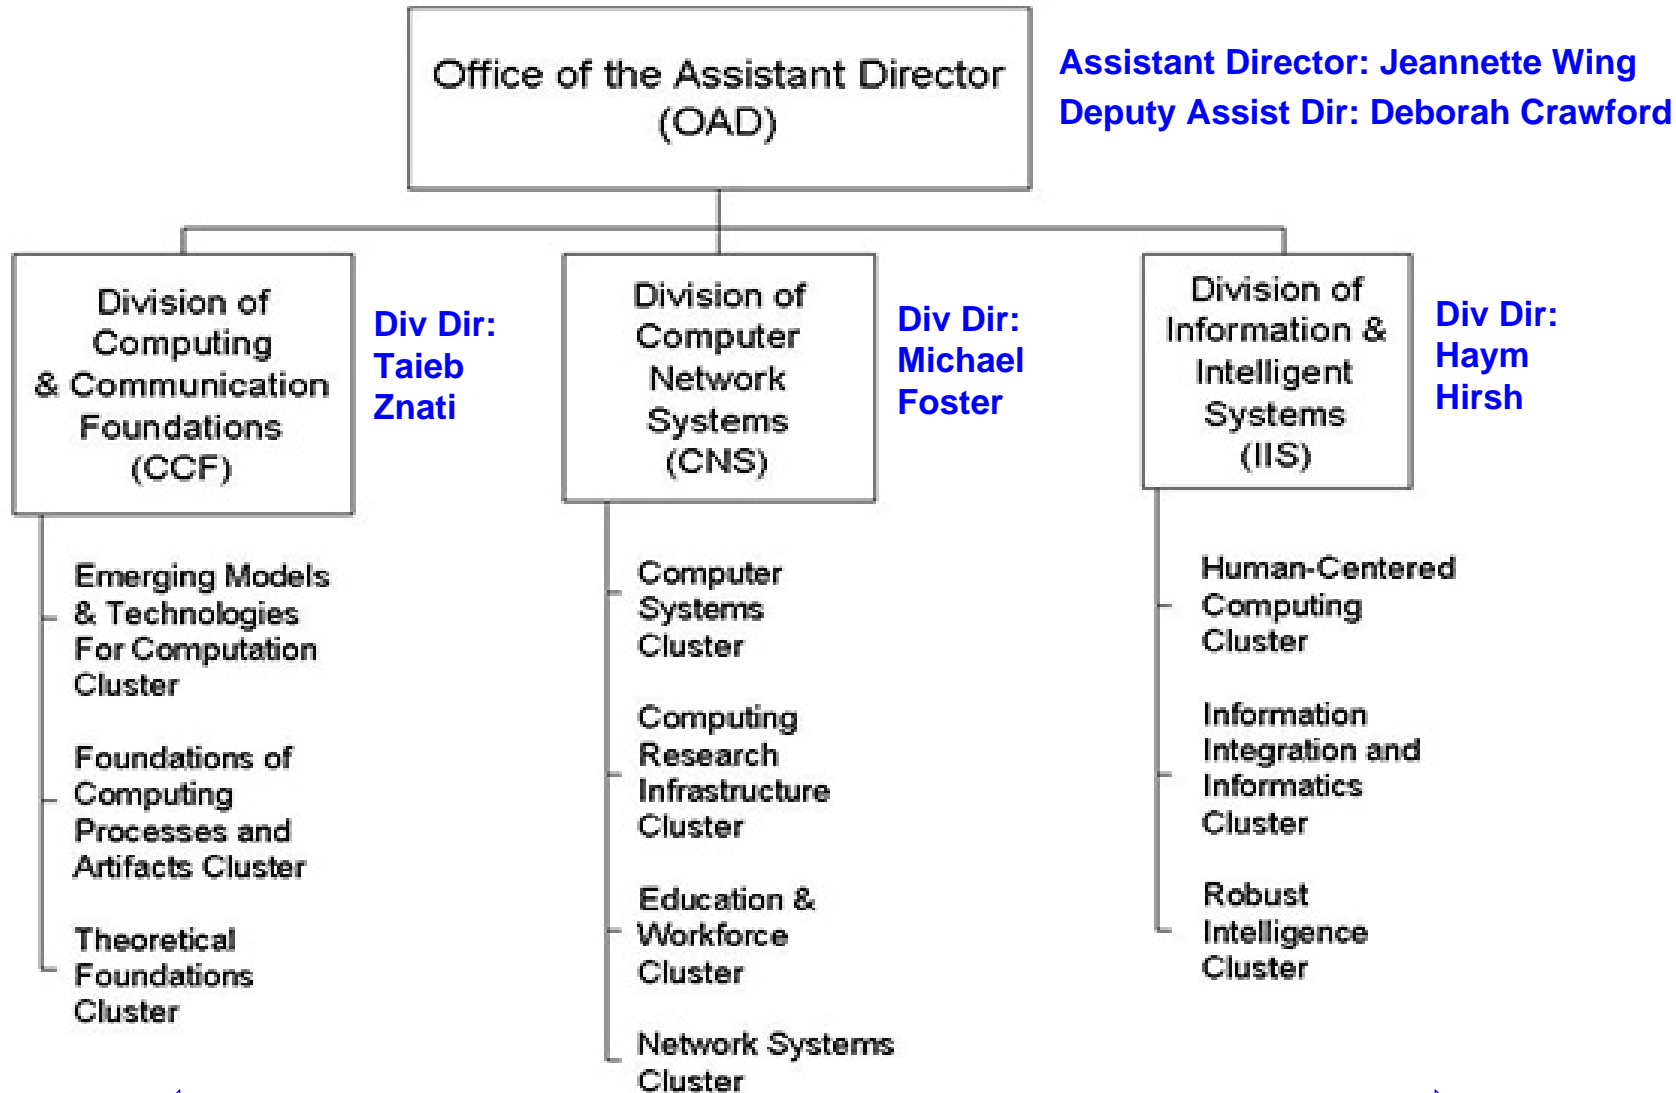 Office of the Assistant Director
(OAD)
Assistant Director: Jeannette Wing
Deputy Assist Dir: Deborah Crawford
Division of
Computing
& Communication
Foundations
(CCF)
Div Dir:
Taieb
Znati
Division of
Computer
Network
Systems
(CNS)
Div Dir:
Michael
Foster
Division of
Information &
Intelligent
Systems
(IIS)
Div Dir:
Haym
Hirsh
Emerging Models
& Technologies
For Computation
Cluster
Foundations of
Computing
Processes and
Artifacts Cluster
Theoretical
Foundations
Cluster
Computer
Systems
Cluster
Computing
Research
Infrastructure
Cluster
Education &
Workforce
Cluster
Network Systems
Cluster
Human-Centered
Computing
Cluster
Information
Integration and
Informatics
Cluster
Robust
Intelligence
Cluster